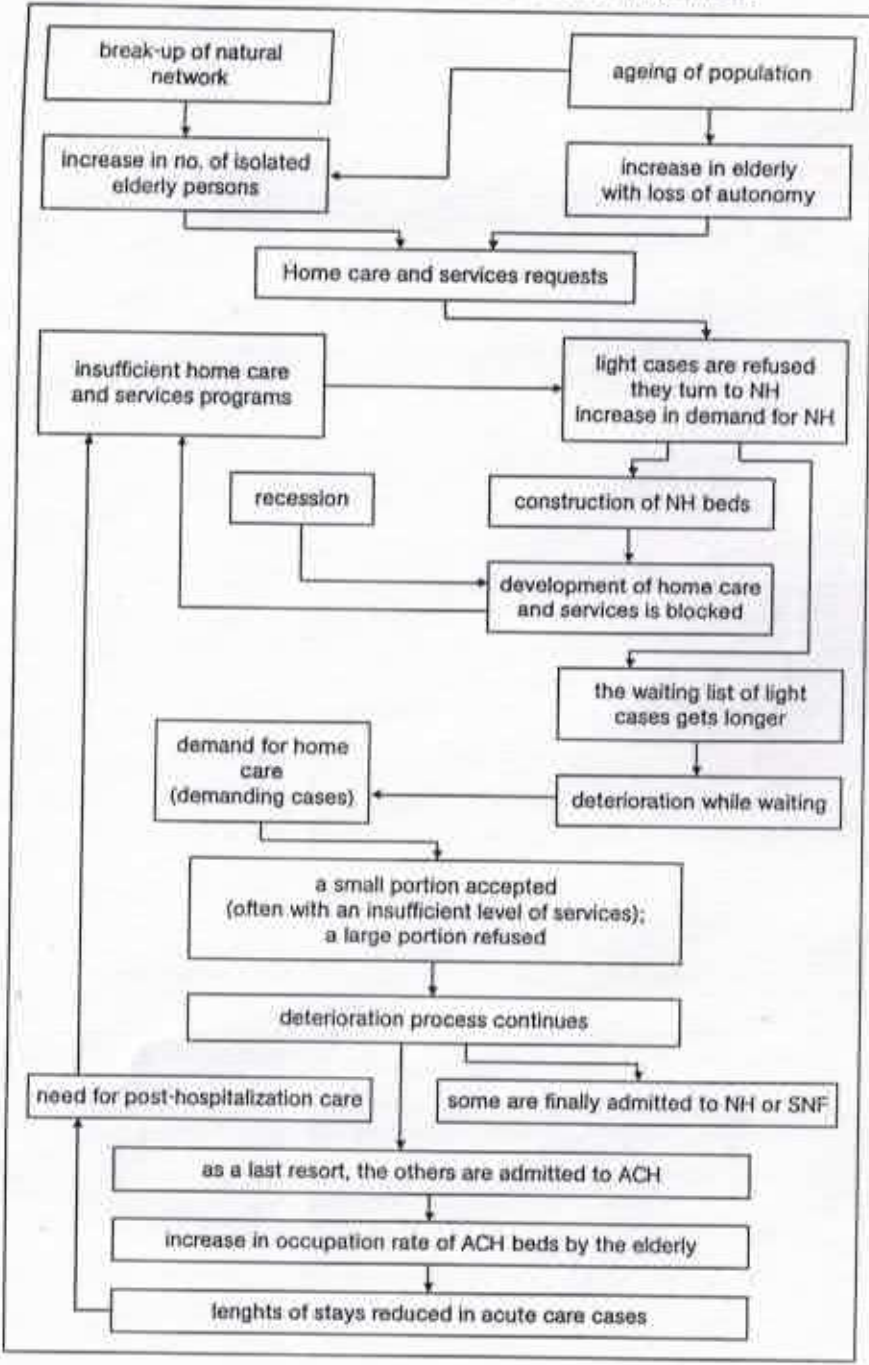 break-up of natural
network
ageing of population
increase in no. of isolated
elderly persons
increase in elderly
with loss of autonomy
Home care and services requests
insufficient home care
and services programs
light cases are refused
they turn to NH
increase in demand for NH
recession
construction of NH beds
development of home care
and services is blocked
the waiting list of light
cases gets longer
demand for home
care
(demanding cases)
deterioration while waiting
a small portion accepted
(often with an insufficient level of services);
a large portion refused
deterioration process continues
need for post-hospitalization care
some are finally admitted to NH or SNF
as a last resort, the others are admitted to ACH
increase in occupation rate of ACH beds by the elderly
lenghts of stays reduced in acute care cases